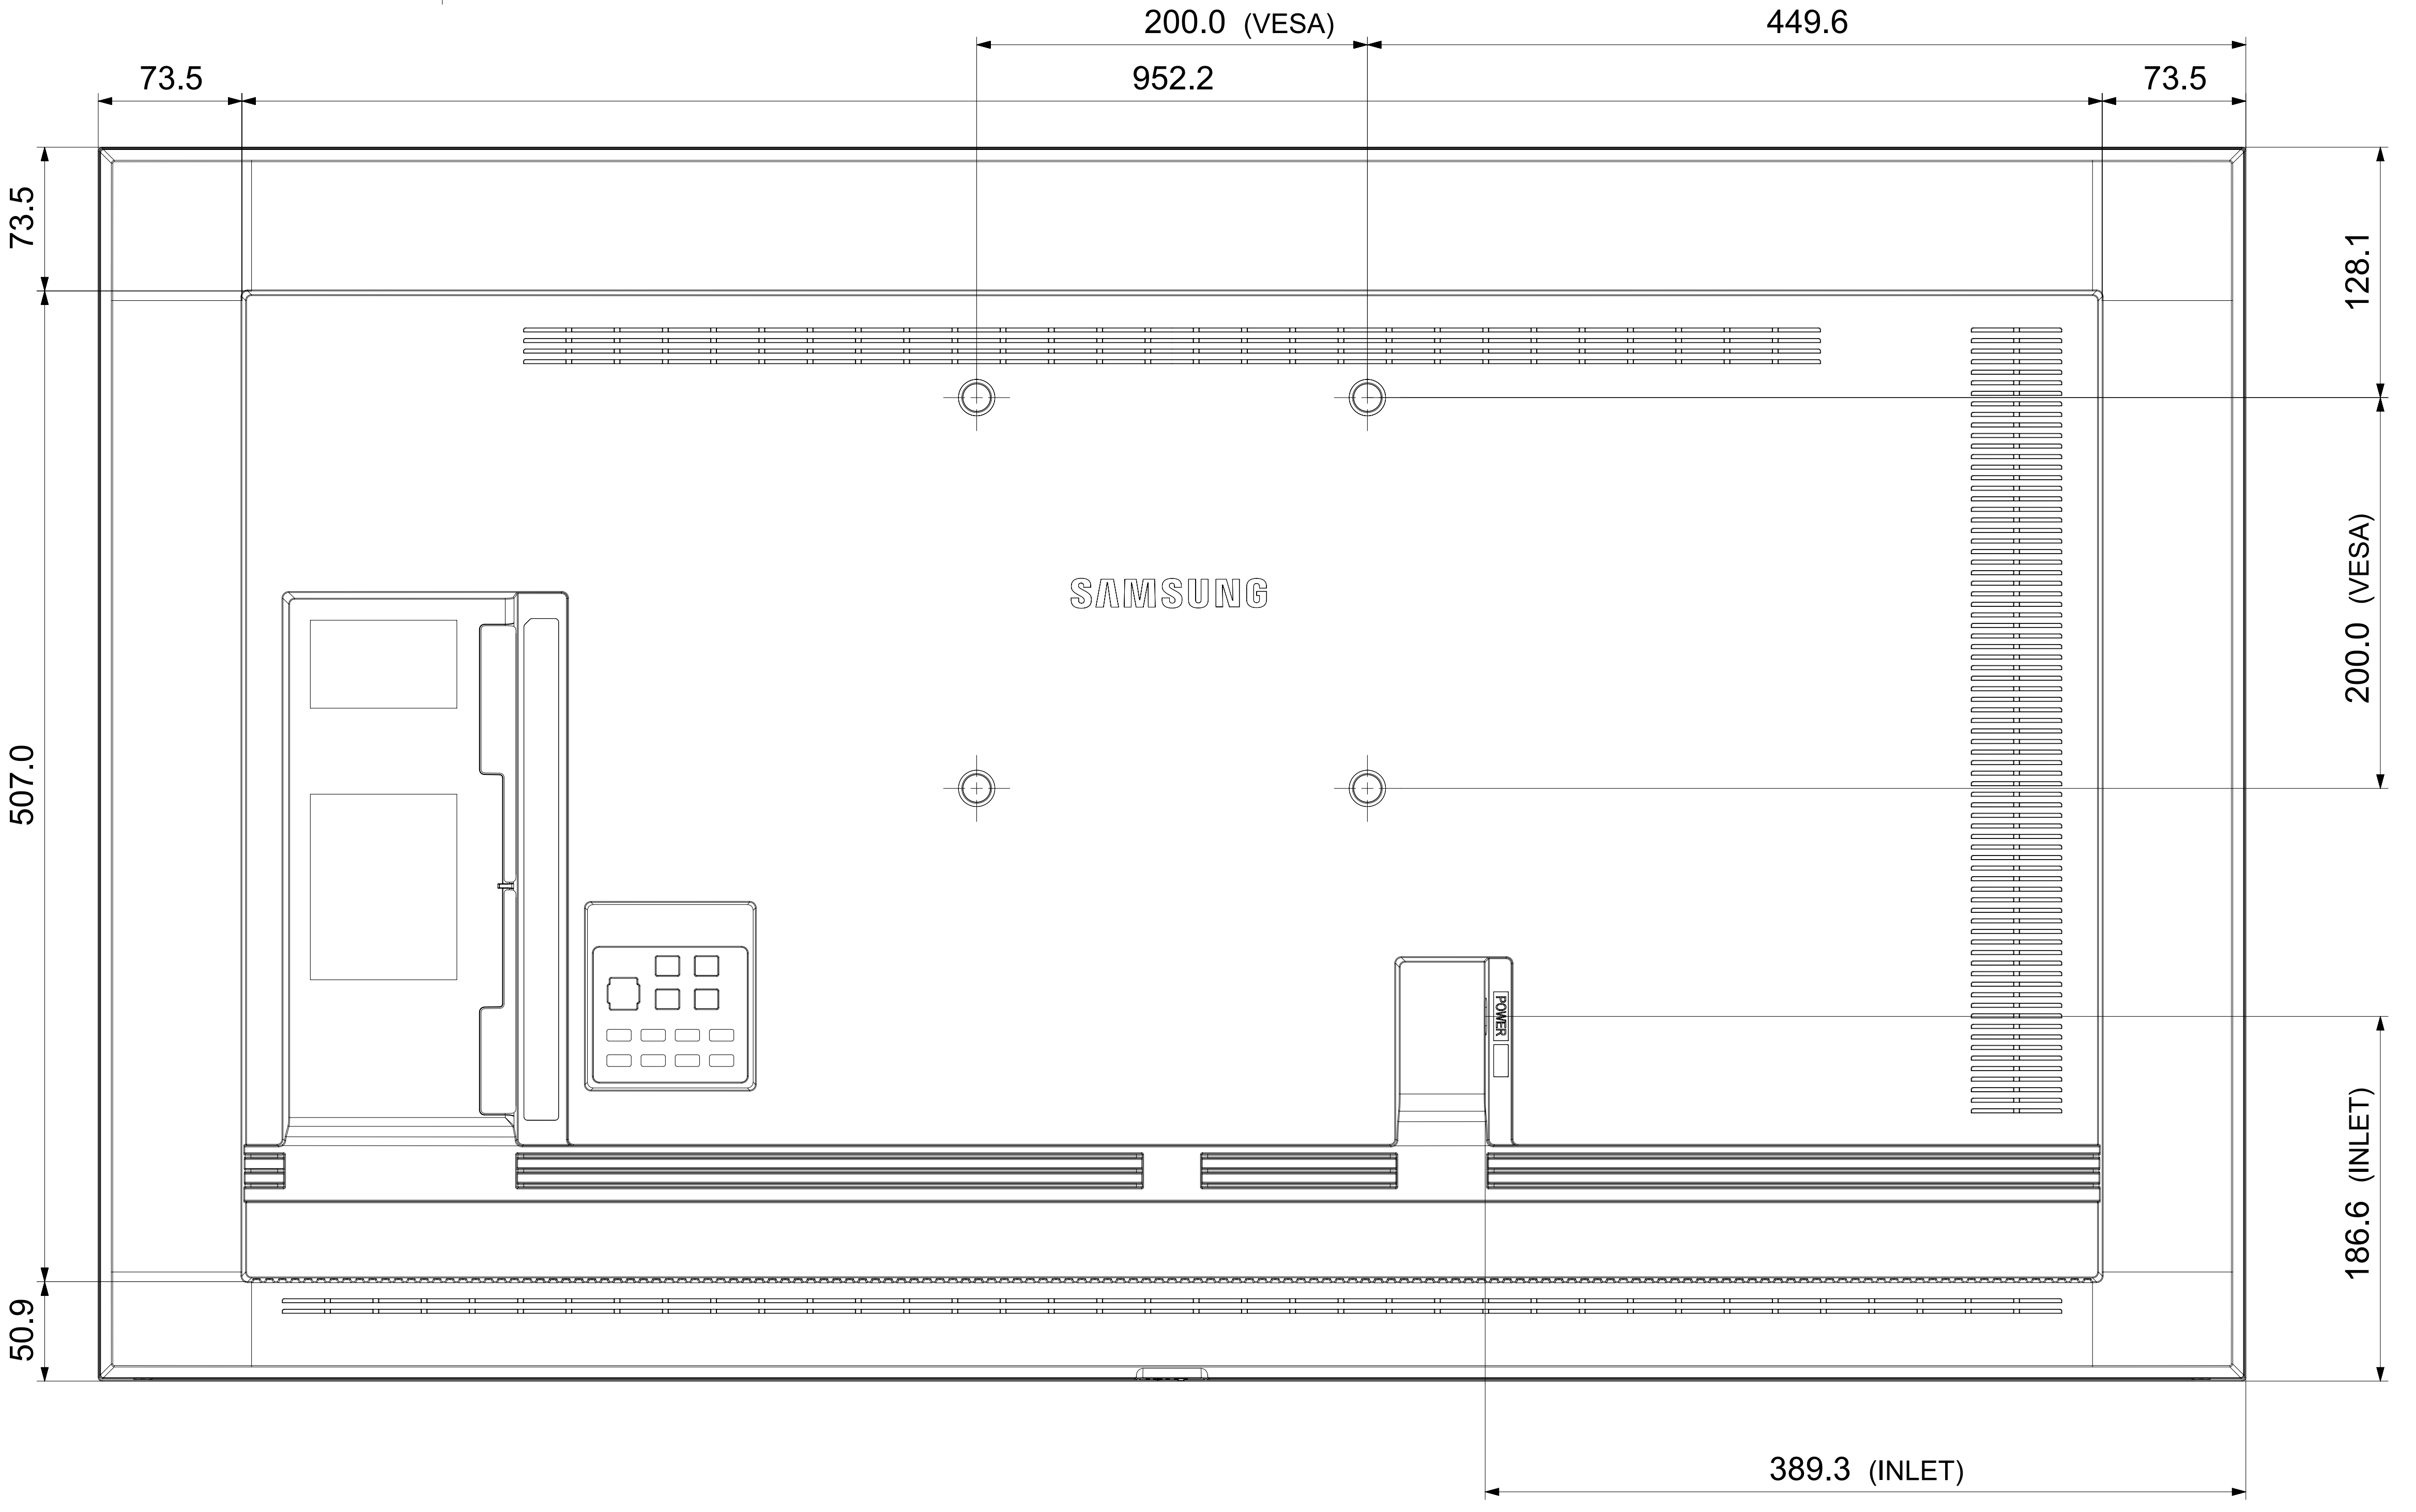 200.0 (VESA)
449.6
73.5
952.2
73.5
73.5
128.1
SAMSUNG
200.0 (VESA)
507.0
POWER
186.6 (INLET)
50.9
389.3 (INLET)